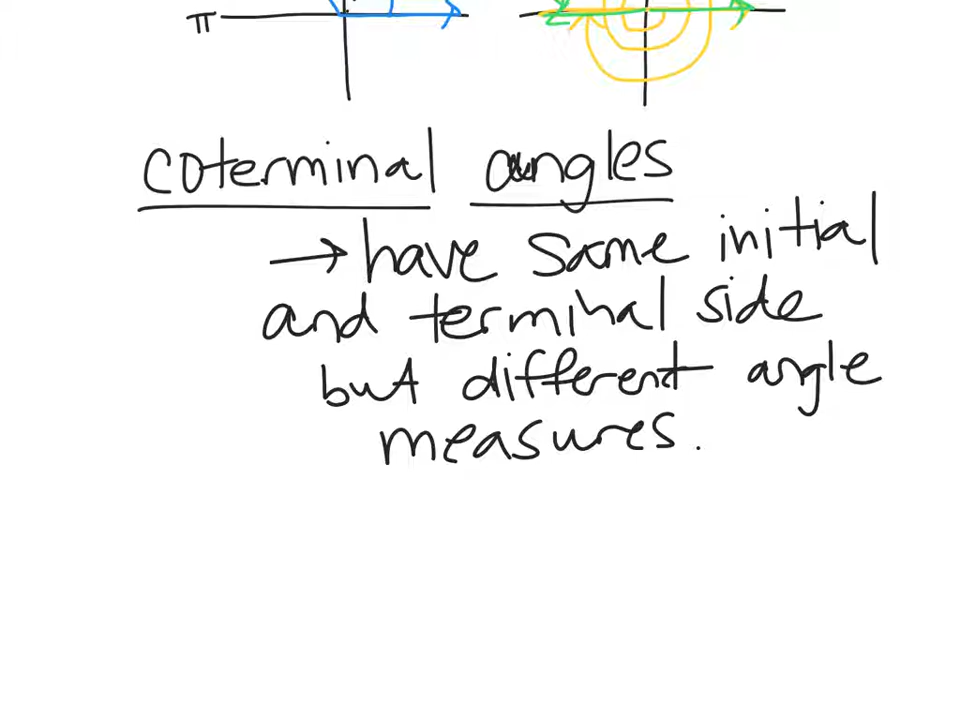 π
coterminal angles
→ have same initial
and terminal side
but different angle
measures.